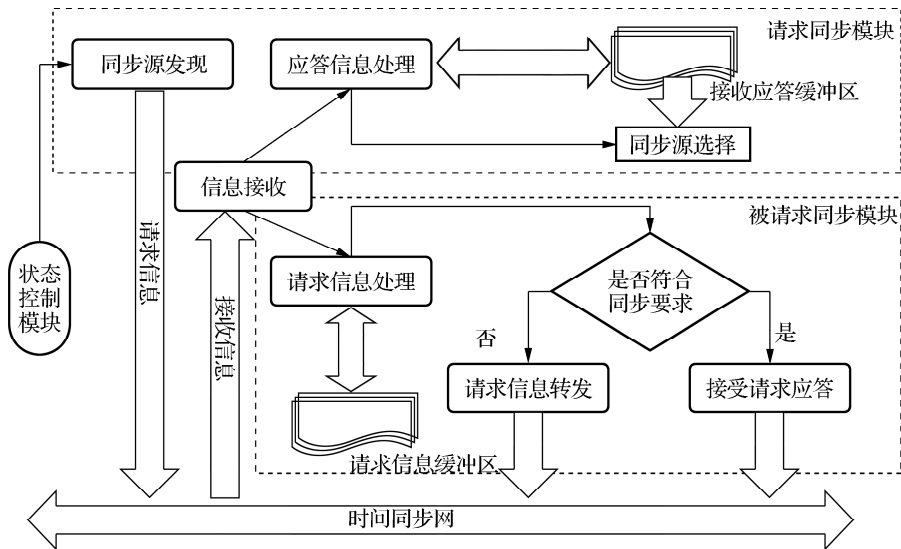 请求同步模块
同步源发现
应答信息处理
接收应答缓冲区
同步源选择
信息接收
被请求同步模块
请求信息
状态
控制
模块
接收信息
请求信息处理
是否符合
同步要求
否
是
请求信息转发
接受请求应答
请求信息缓冲区
时间同步网